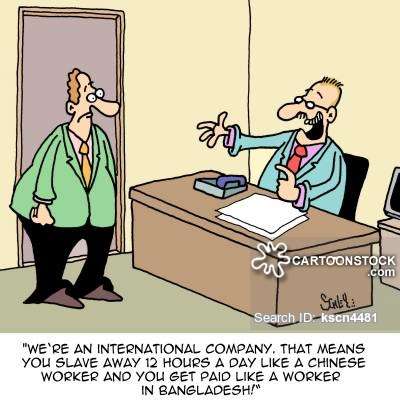 CS
CARTOONSTOCK
.com
Search ID: kscn4481
"WE'RE AN INTERNATIONAL COMPANY. THAT MEANS
YOU SLAVE AWAY 12 HOURS A DAY LIKE A CHINESE
WORKER AND YOU GET PAID LIKE A WORKER
IN BANGLADESH!"